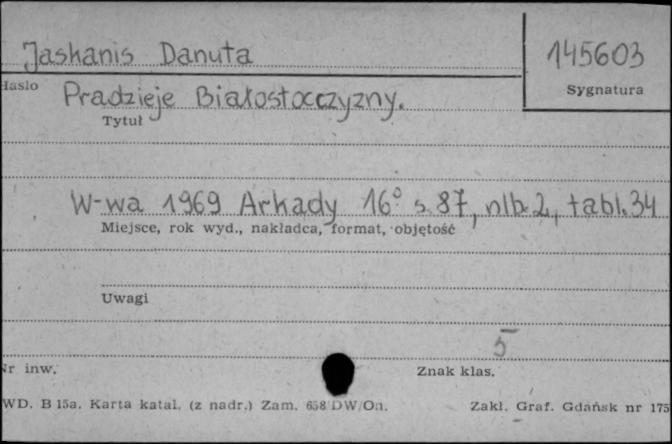 Jaskanis Danuta
145603
Hasło
Sygnatura
Pradzieje Białostocczyzny.
Tytuł
W-wa 1969 Arkady 16° s. 87, nlb. 2, tabl. 34
Miejsce, rok wyd., nakładca, format, objętość
Uwagi
5
Nr inw.
Znak klas.
WD. B 15a. Karta katal. (z nadr.) Zam. 658/DW/On.
Zakł. Graf. Gdańsk nr 175